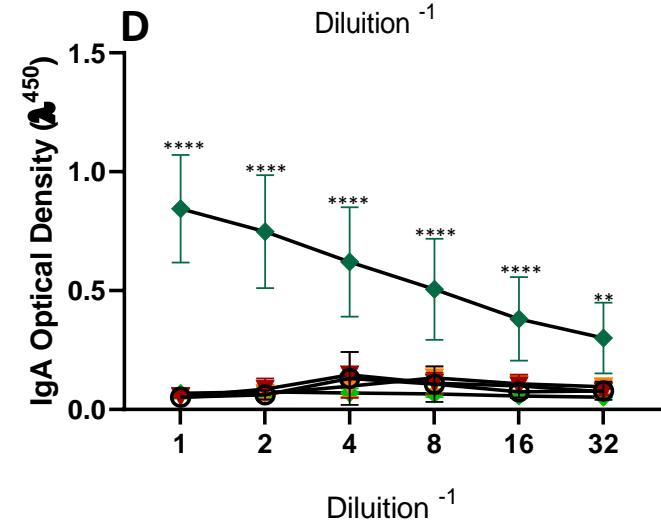 D
Diluition -1
IgA Optical Density (λ450)
1.5
1.0
0.5
0.0
****
****
****
****
****
**
1 2 4 8 16 32
Diluition -1